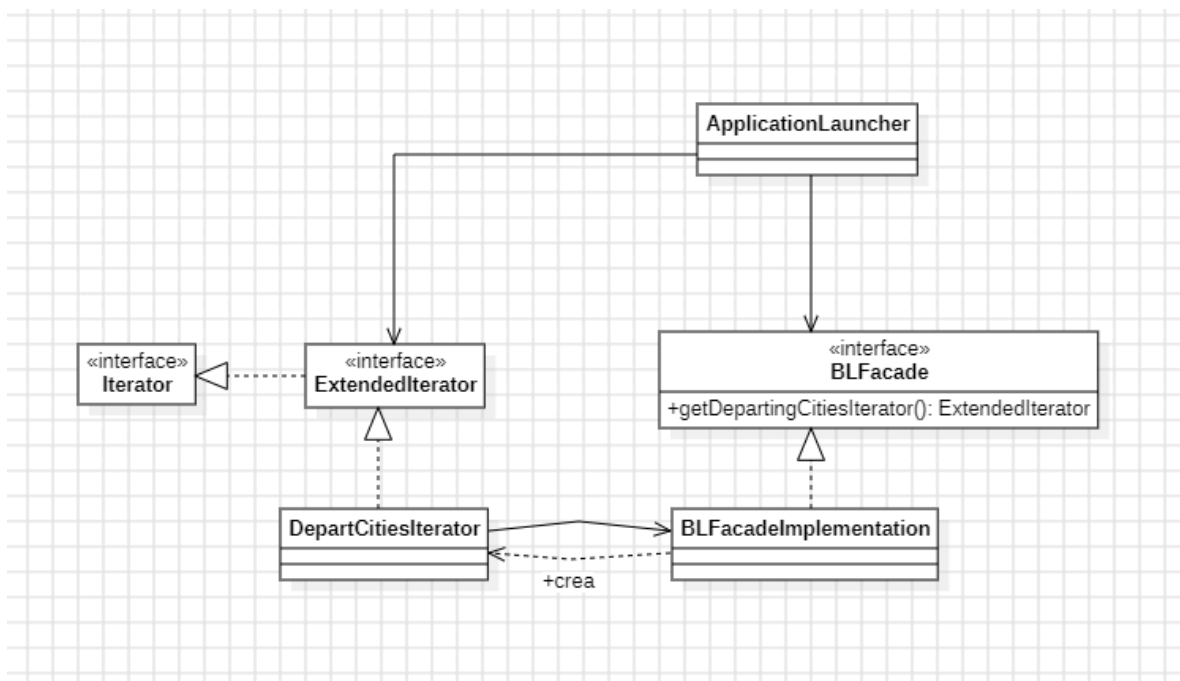 ApplicationLauncher
«interface»
Iterator
«interface»
ExtendedIterator
«interface»
BLFacade
+getDepartingCitiesIterator(): ExtendedIterator
DepartCitiesIterator
BLFacadeImplementation
+crea